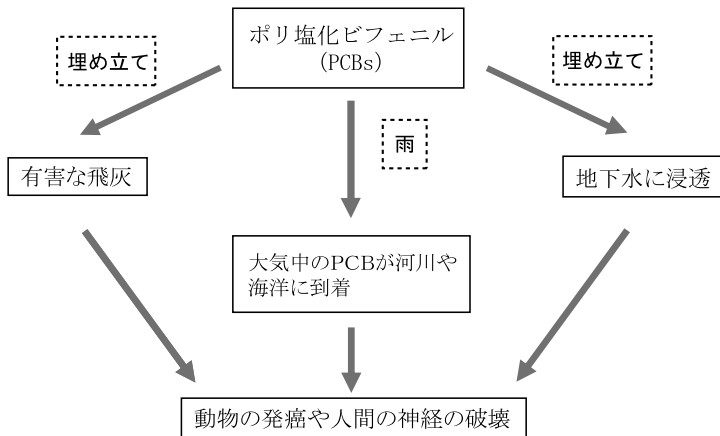 ポリ塩化ビフェニル
(PCBs)
埋め立て
埋め立て
雨
有害な飛灰
地下水に浸透
大気中のPCBが河川や
海洋に到着
動物の発癌や人間の神経の破壊